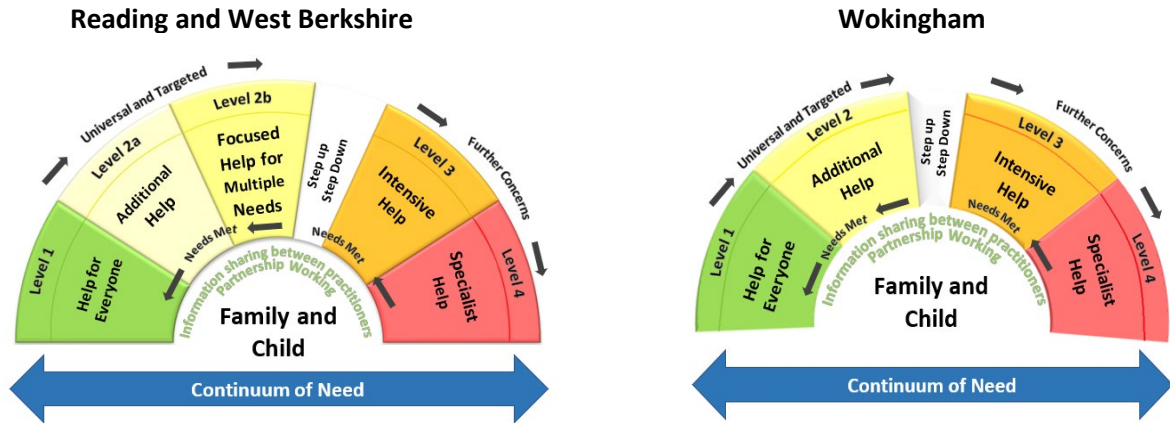 Reading and West Berkshire
Universal and Targeted
Further Concerns
Level 1
Help for
Everyone
Level 2a
Additional
Help
Level 2b
Focused
Help for
Multiple
Needs
Step up
Step Down
Level 3
Intensive
Help
Level 4
Specialist
Help
Needs Met
Needs Met
Information sharing between practitioners
Partnership Working
Family and
Child
Continuum of Need
Wokingham
Universal and Targeted
Further Concerns
Level 1
Help for
Everyone
Level 2
Additional
Help
Step up
Step Down
Level 3
Intensive
Help
Level 4
Specialist
Help
Needs Met
Needs Met
Information sharing between practitioners
Partnership Working
Family and
Child
Continuum of Need